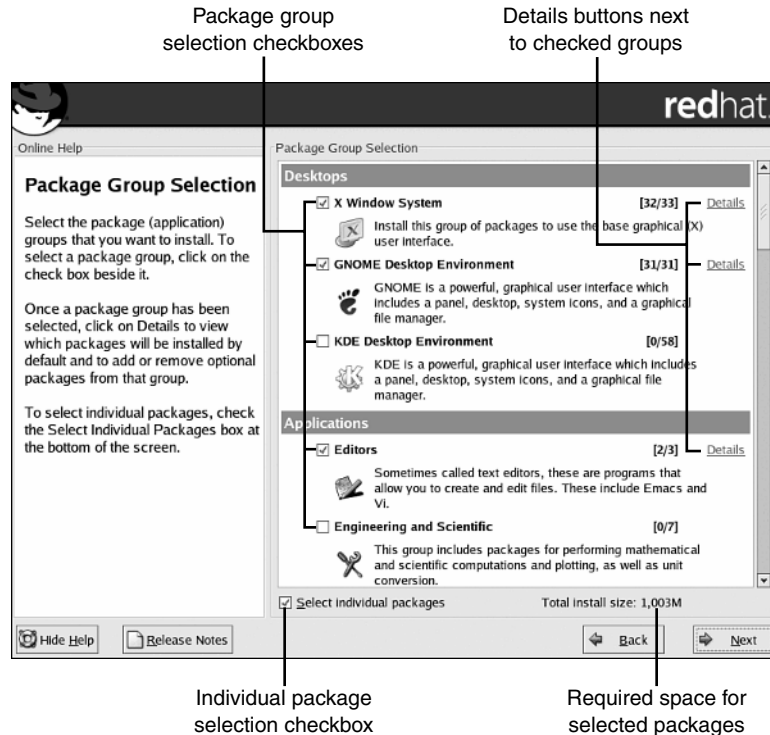 Package group
selection checkboxes
Details buttons next
to checked groups
redhat.
Online Help
Package Group Selection
Select the package (application)
groups that you want to install. To
select a package group, click on the
check box beside it.
Once a package group has been
selected, click on Details to view
which packages will be installed by
default and to add or remove optional
packages from that group.
To select individual packages, check
the Select Individual Packages box at
the bottom of the screen.
Package Group Selection
Desktops
X Window System [32/33] Details
Install this group of packages to use the base graphical (X)
user interface.
GNOME Desktop Environment [31/31] Details
GNOME is a powerful, graphical user interface which
includes a panel, desktop, system icons, and a graphical
file manager.
KDE Desktop Environment [0/58]
KDE is a powerful, graphical user interface which includes
a panel, desktop, system icons, and a graphical file
manager.
Applications
Editors [2/3] Details
Sometimes called text editors, these are programs that
allow you to create and edit files. These include Emacs and
Vi.
Engineering and Scientific [0/7]
This group includes packages for performing mathematical
and scientific computations and plotting, as well as unit
conversion.
Select individual packages Total install size: 1,003M
Hide Help Release Notes Back Next
Individual package
selection checkbox
Required space for
selected packages